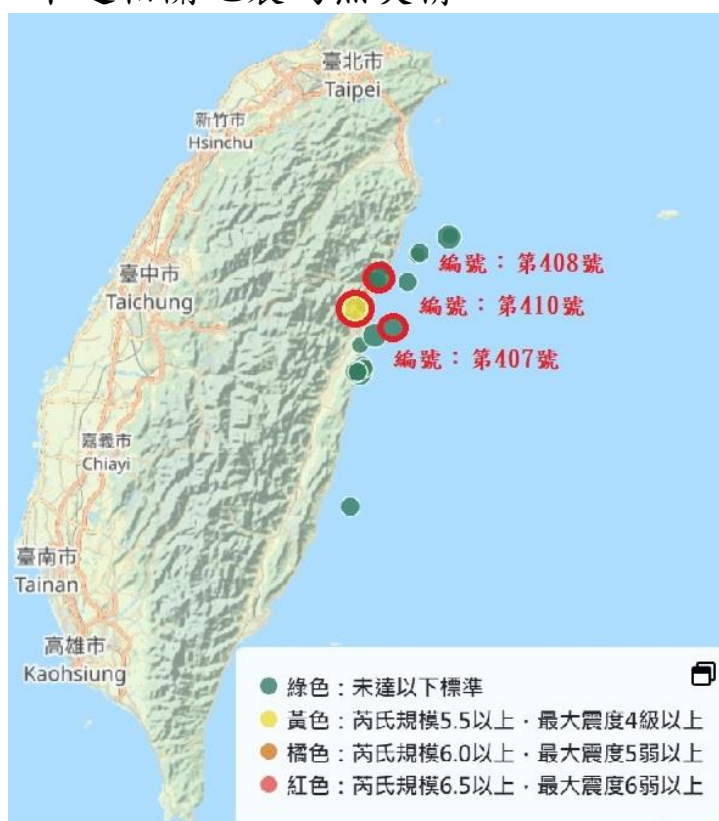 臺北市
Taipei
新竹市
Hsinchu
編號：第408號
臺中市
Taichung
編號：第410號
編號：第407號
嘉義市
Chiayi
臺南市
Tainan
高雄市
Kaohsiung
綠色：未達以下標準
黃色：芮氏規模5.5以上，最大震度4級以上
橘色：芮氏規模6.0以上，最大震度5弱以上
紅色：芮氏規模6.5以上，最大震度6弱以上